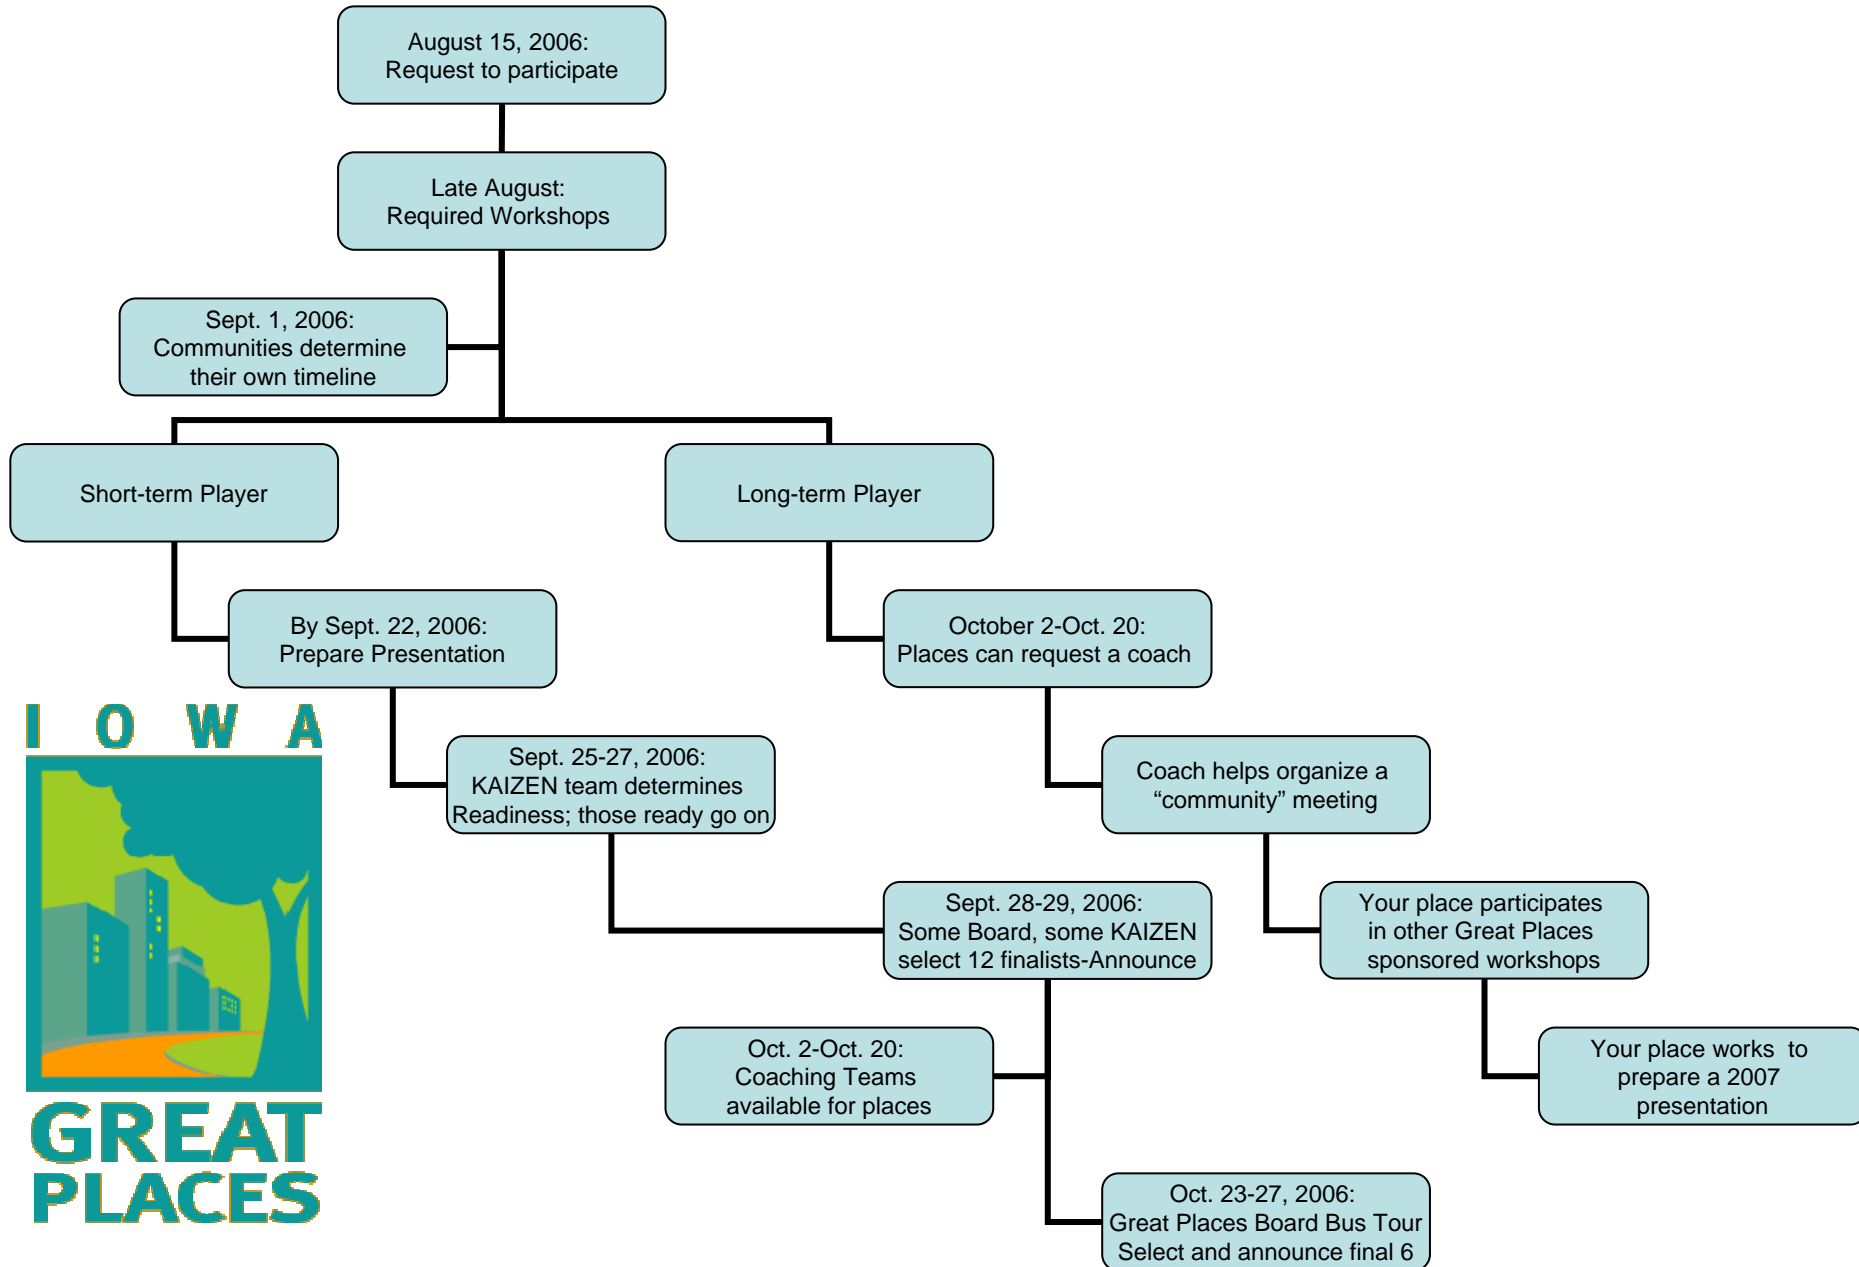 August 15, 2006:
Request to participate
Late August:
Required Workshops
Sept. 1, 2006:
Communities determine
their own timeline
Short-term Player
Long-term Player
By Sept. 22, 2006:
Prepare Presentation
October 2-Oct. 20:
Places can request a coach
Sept. 25-27, 2006:
KAIZEN team determines
Readiness; those ready go on
Coach helps organize a
“community” meeting
Sept. 28-29, 2006:
Some Board, some KAIZEN
select 12 finalists-Announce
Your place participates
in other Great Places
sponsored workshops
Oct. 2-Oct. 20:
Coaching Teams
available for places
Your place works to
prepare a 2007
presentation
Oct. 23-27, 2006:
Great Places Board Bus Tour
Select and announce final 6
IOWA
GREAT
PLACES